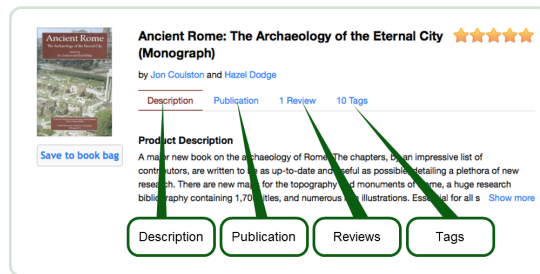 Ancient Rome
The Archaeology of the Eternal City
Ancient Rome: The Archaeology of the Eternal City
(Monograph)
by Jon Coulston and Hazel Dodge
Description Publication 1 Review 10 Tags
Save to book bag
Product Description
A major new book on the archaeology of Rome. The chapters, by an impressive list of
contributors, are written to be as up-to-date and useful as possible, detailing a plethora of new
research. There are new maps for the topography and monuments of Rome, a huge research
bibliography containing 1,700 titles, and numerous illustrations. Essential for all s Show more
Description Publication Reviews Tags